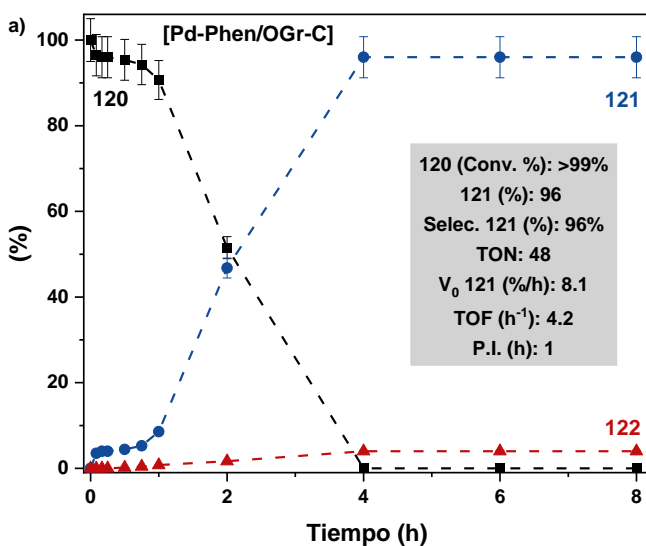 a)
[Pd-Phen/OGr-C]
100
80
60
40
20
0
(%)
120
121
120 (Conv. %): >99%
121 (%): 96
Selec. 121 (%): 96%
TON: 48
V₀ 121 (%/h): 8.1
TOF (h⁻¹): 4.2
P.I. (h): 1
122
0 2 4 6 8
Tiempo (h)